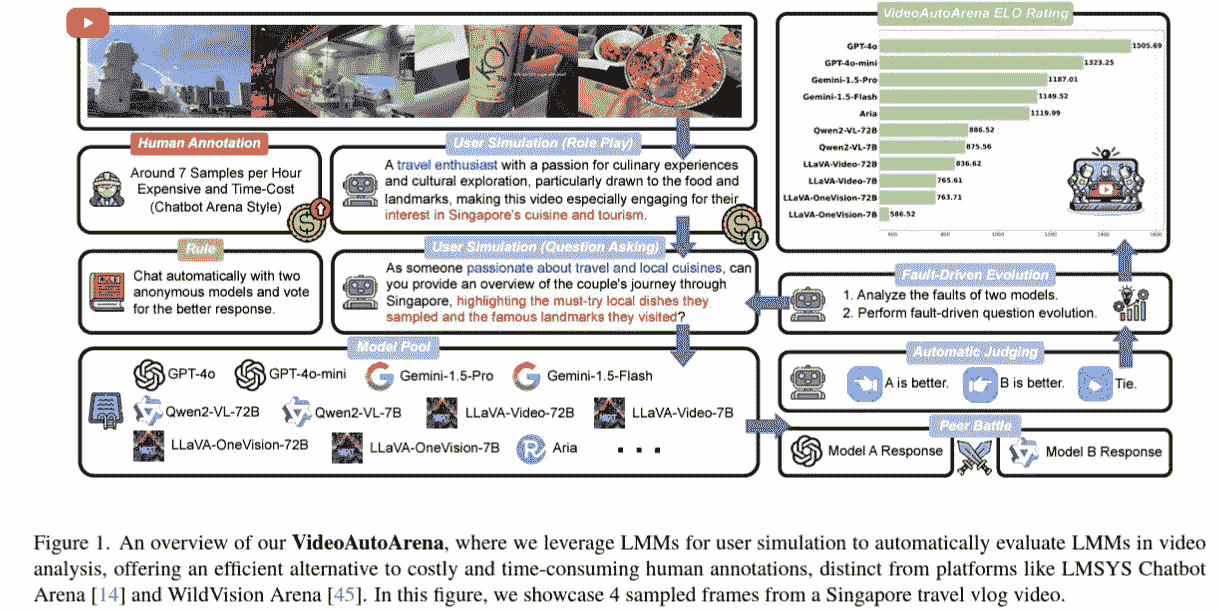 VideoAutoArena ELO Rating
GPT-4o 1505.69
GPT-4o-mini 1323.25
Gemini-1.5-Pro 1187.01
Gemini-1.5-Flash 1149.52
Aria 1119.99
Qwen2-VL-72B 886.52
Qwen2-VL-7B 875.56
LLaVA-Video-72B 836.62
LLaVA-Video-7B 765.61
LLaVA-OneVision-72B 763.71
LLaVA-OneVision-7B 586.52
600 800 1000 1200 1400 1600
Human Annotation
Around 7 Samples per Hour
Expensive and Time-Cost
(Chatbot Arena Style)
User Simulation (Role Play)
A travel enthusiast with a passion for culinary experiences
and cultural exploration, particularly drawn to the food and
landmarks, making this video especially engaging for their
interest in Singapore's cuisine and tourism.
Rule
Chat automatically with two
anonymous models and vote
for the better response.
User Simulation (Question Asking)
As someone passionate about travel and local cuisines, can
you provide an overview of the couple's journey through
Singapore, highlighting the must-try local dishes they
sampled and the famous landmarks they visited?
Fault-Driven Evolution
1. Analyze the faults of two models.
2. Perform fault-driven question evolution.
Automatic Judging
A is better. B is better. Tie.
Model Pool
GPT-4o GPT-4o-mini Gemini-1.5-Pro Gemini-1.5-Flash
Qwen2-VL-72B Qwen2-VL-7B LLaVA-Video-72B LLaVA-Video-7B
LLaVA-OneVision-72B LLaVA-OneVision-7B Aria . . .
Peer Battle
Model A Response Model B Response
Figure 1. An overview of our VideoAutoArena, where we leverage LMMs for user simulation to automatically evaluate LMMs in video
analysis, offering an efficient alternative to costly and time-consuming human annotations, distinct from platforms like LMSYS Chatbot
Arena [14] and WildVision Arena [45]. In this figure, we showcase 4 sampled frames from a Singapore travel vlog video.